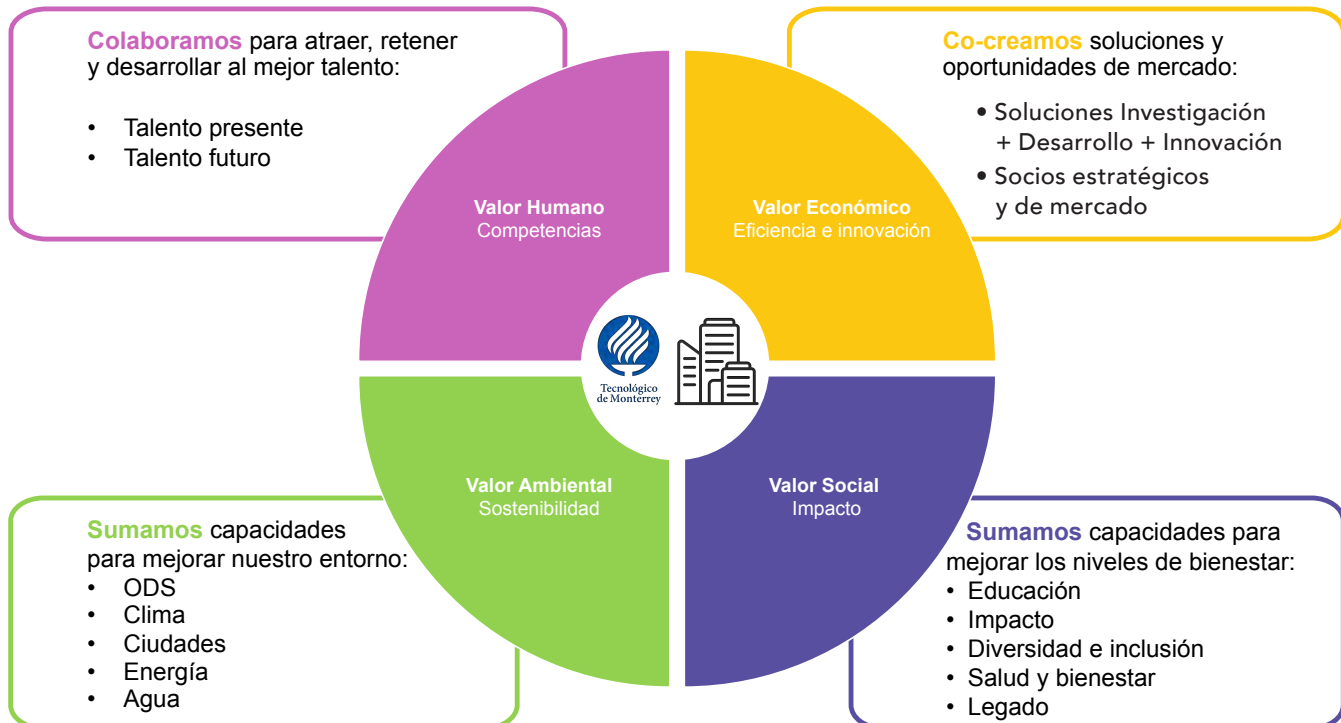 Colaboramos para atraer, retener
y desarrollar al mejor talento:
• Talento presente
• Talento futuro
Co-creamos soluciones y
oportunidades de mercado:
• Soluciones Investigación
+ Desarrollo + Innovación
• Socios estratégicos
y de mercado
Valor Humano
Competencias
Valor Económico
Eficiencia e innovación
Tecnológico
de Monterrey
Valor Ambiental
Sostenibilidad
Valor Social
Impacto
Sumamos capacidades
para mejorar nuestro entorno:
• ODS
• Clima
• Ciudades
• Energía
• Agua
Sumamos capacidades para
mejorar los niveles de bienestar:
• Educación
• Impacto
• Diversidad e inclusión
• Salud y bienestar
• Legado